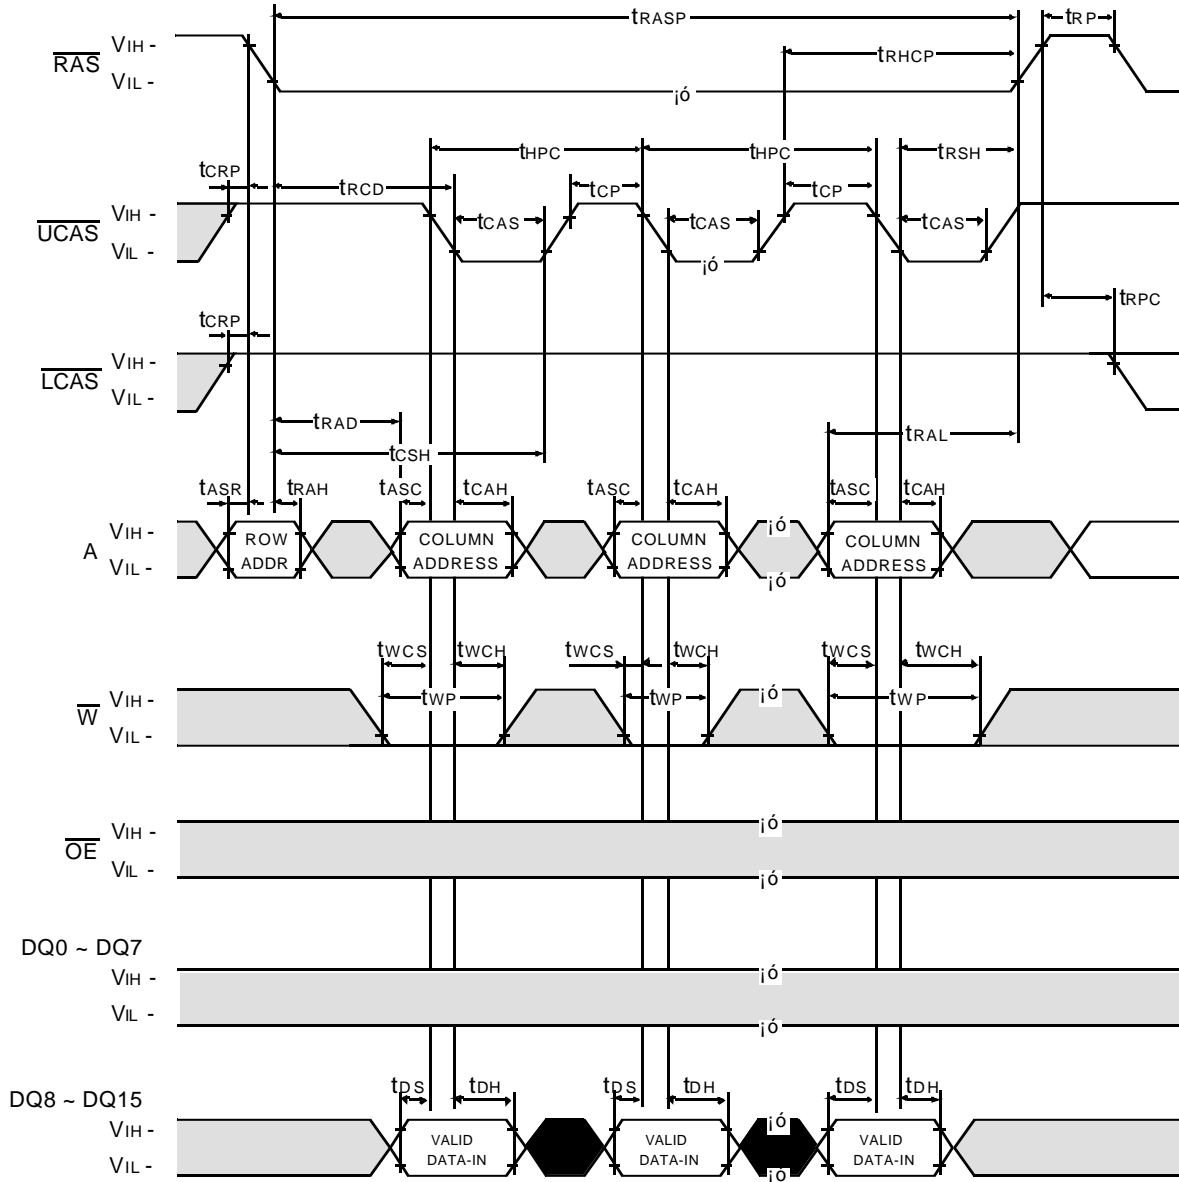 tRASP
tRP
RAS
VIH -
VIL -
tRHCP
¡ó
tHPC
tHPC
tRSH
tCRP
tRCD
tCP
tCP
UCAS
VIH -
VIL -
tCAS
tCAS
tCAS
¡ó
tRPC
tCRP
LCAS
VIH -
VIL -
tRAD
tCSH
tRAL
tASR
tRAH
tASC
tCAH
tASC
tCAH
tASC
tCAH
A
VIH -
VIL -
ROW
ADDR
COLUMN
ADDRESS
COLUMN
ADDRESS
¡ó
¡ó
COLUMN
ADDRESS
tWCS
tWCH
tWCS
tWCH
tWCS
tWCH
W
VIH -
VIL -
tWP
tWP
¡ó
tWP
OE
VIH -
VIL -
¡ó
¡ó
DQ0 ~ DQ7
VIH -
VIL -
¡ó
¡ó
tDS
tDH
tDS
tDH
tDS
tDH
DQ8 ~ DQ15
VIH -
VIL -
VALID
DATA-IN
VALID
DATA-IN
¡ó
¡ó
VALID
DATA-IN